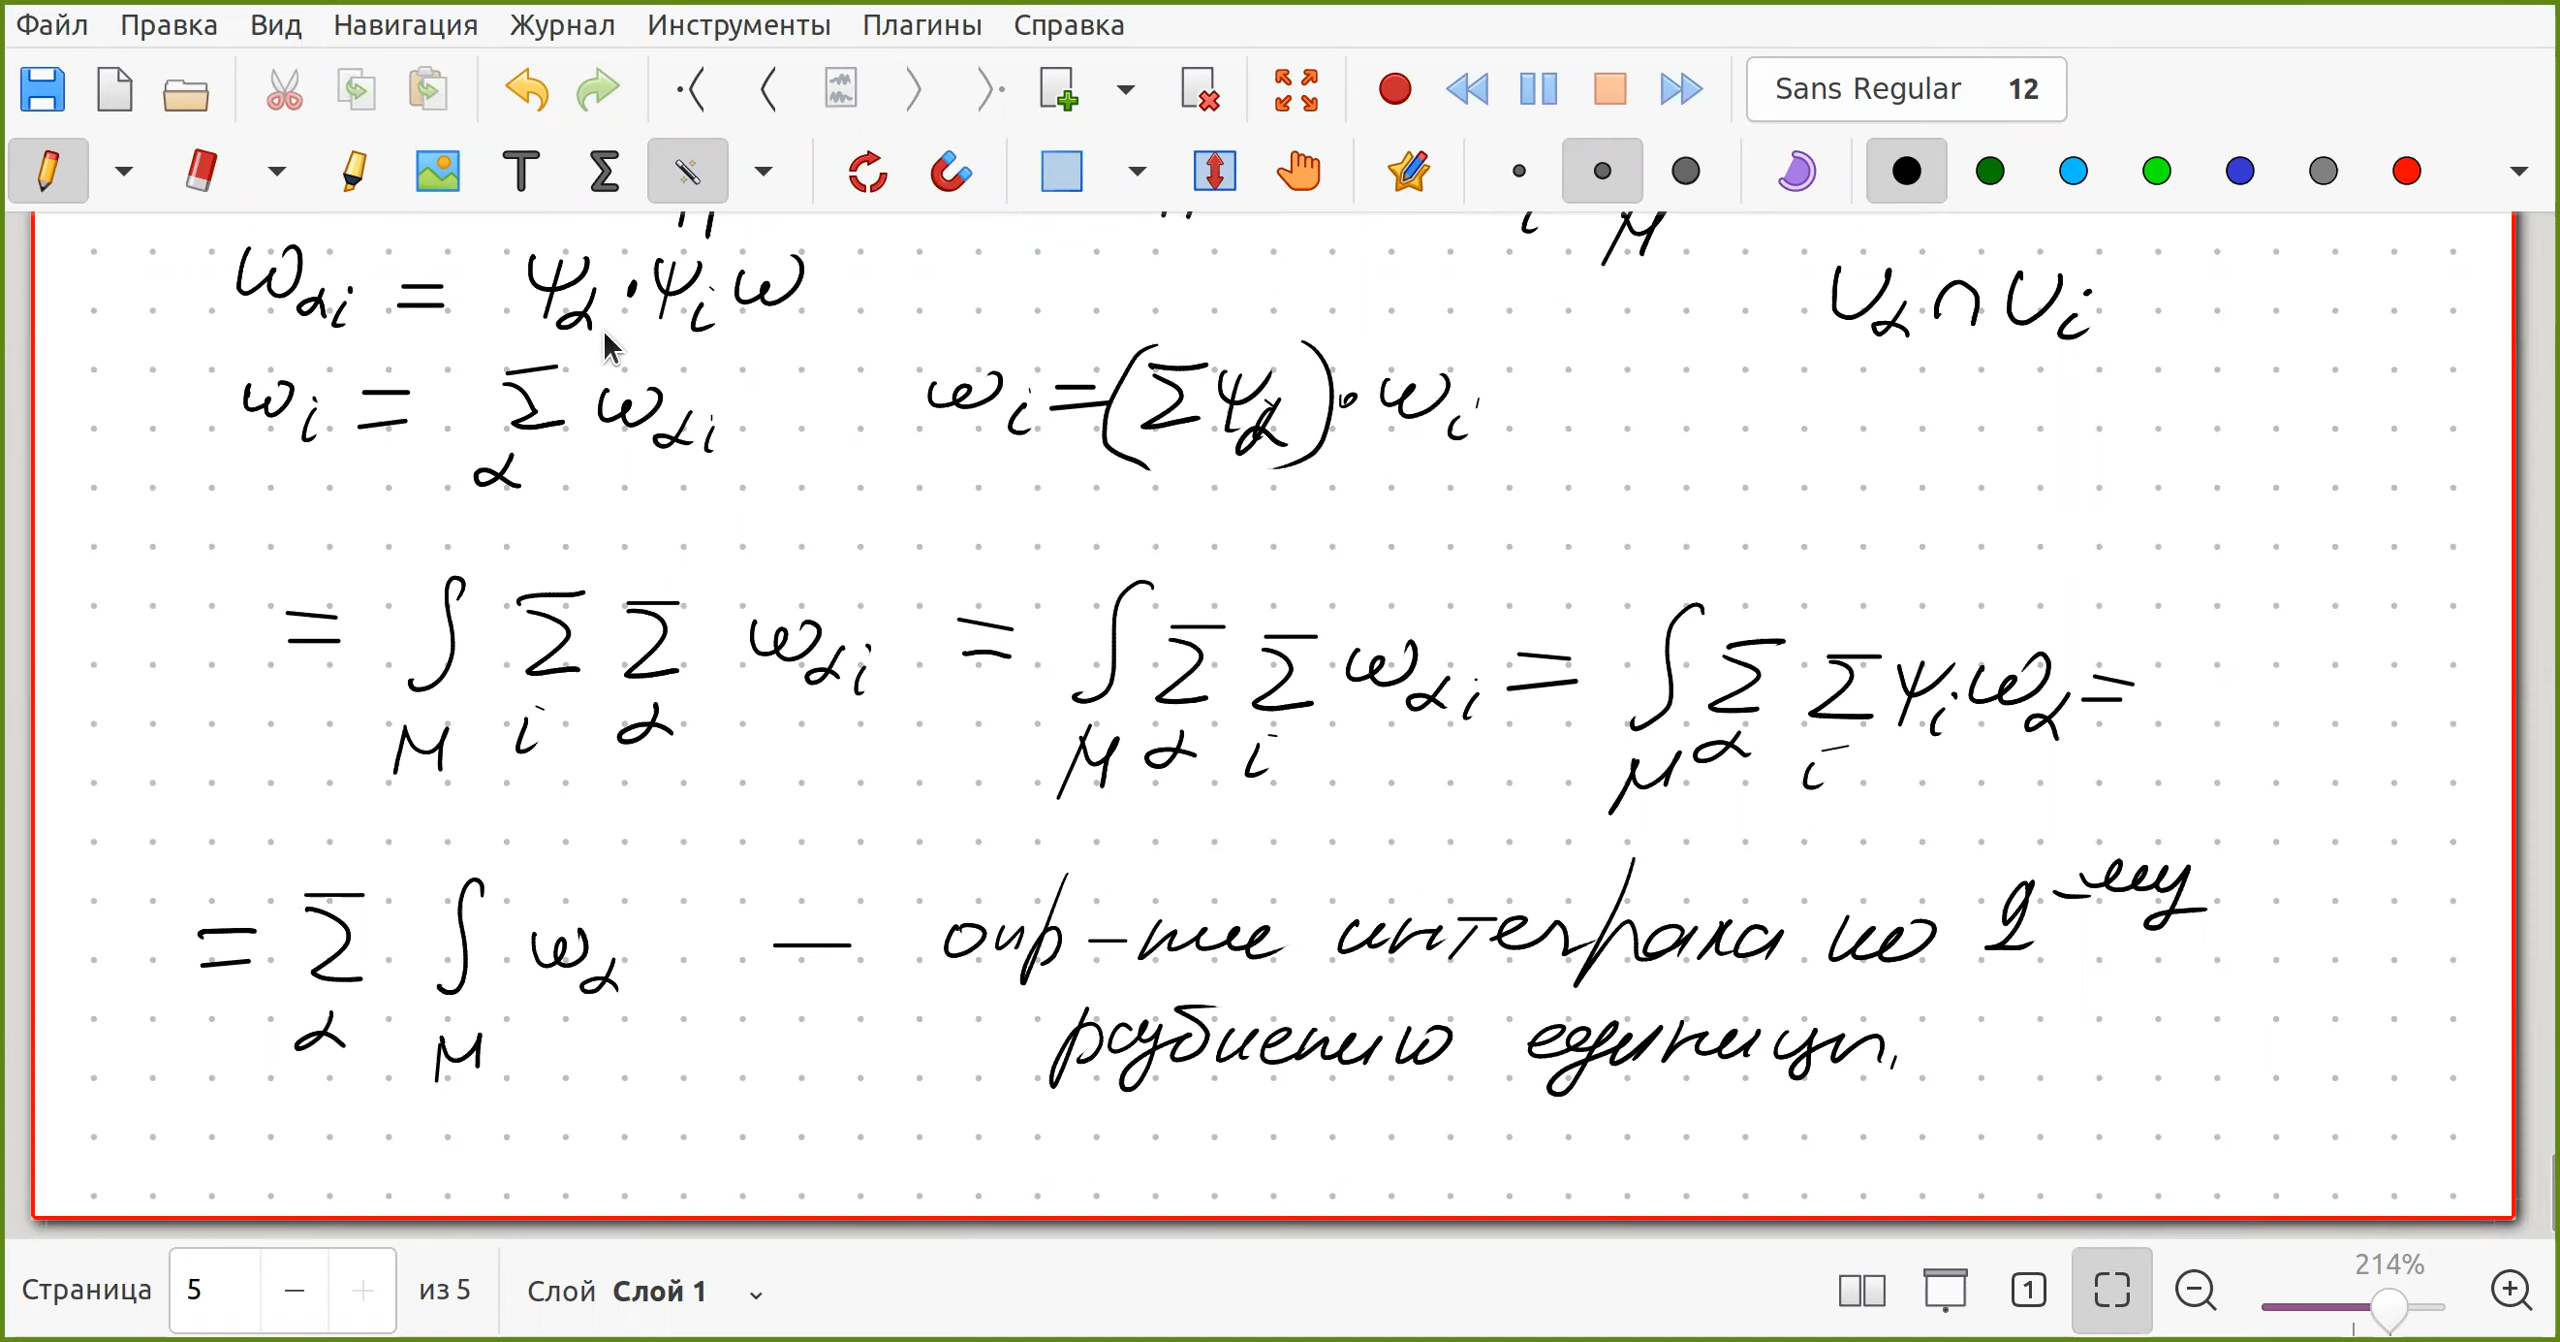 Файл Правка Вид Навигация Журнал Инструменты Плагины Справка
Sans Regular 12
T Σ
i M
ω_{αi} = ψ_α · ψ_i ω
U_α ∩ U_i
ω_i = Σ_α ω_{αi} ω_i = (Σ ψ_α) · ω_i
= ∫_M Σ_i Σ_α ω_{αi} = ∫_M Σ_α Σ_i ω_{αi} = ∫_M Σ_α Σ_i ψ_i ω_α =
= Σ_α ∫_M ω_α — опр-ние интеграла по 2-му
разбиению единицы.
Страница 5 − + из 5 Слой Слой 1 1 214%